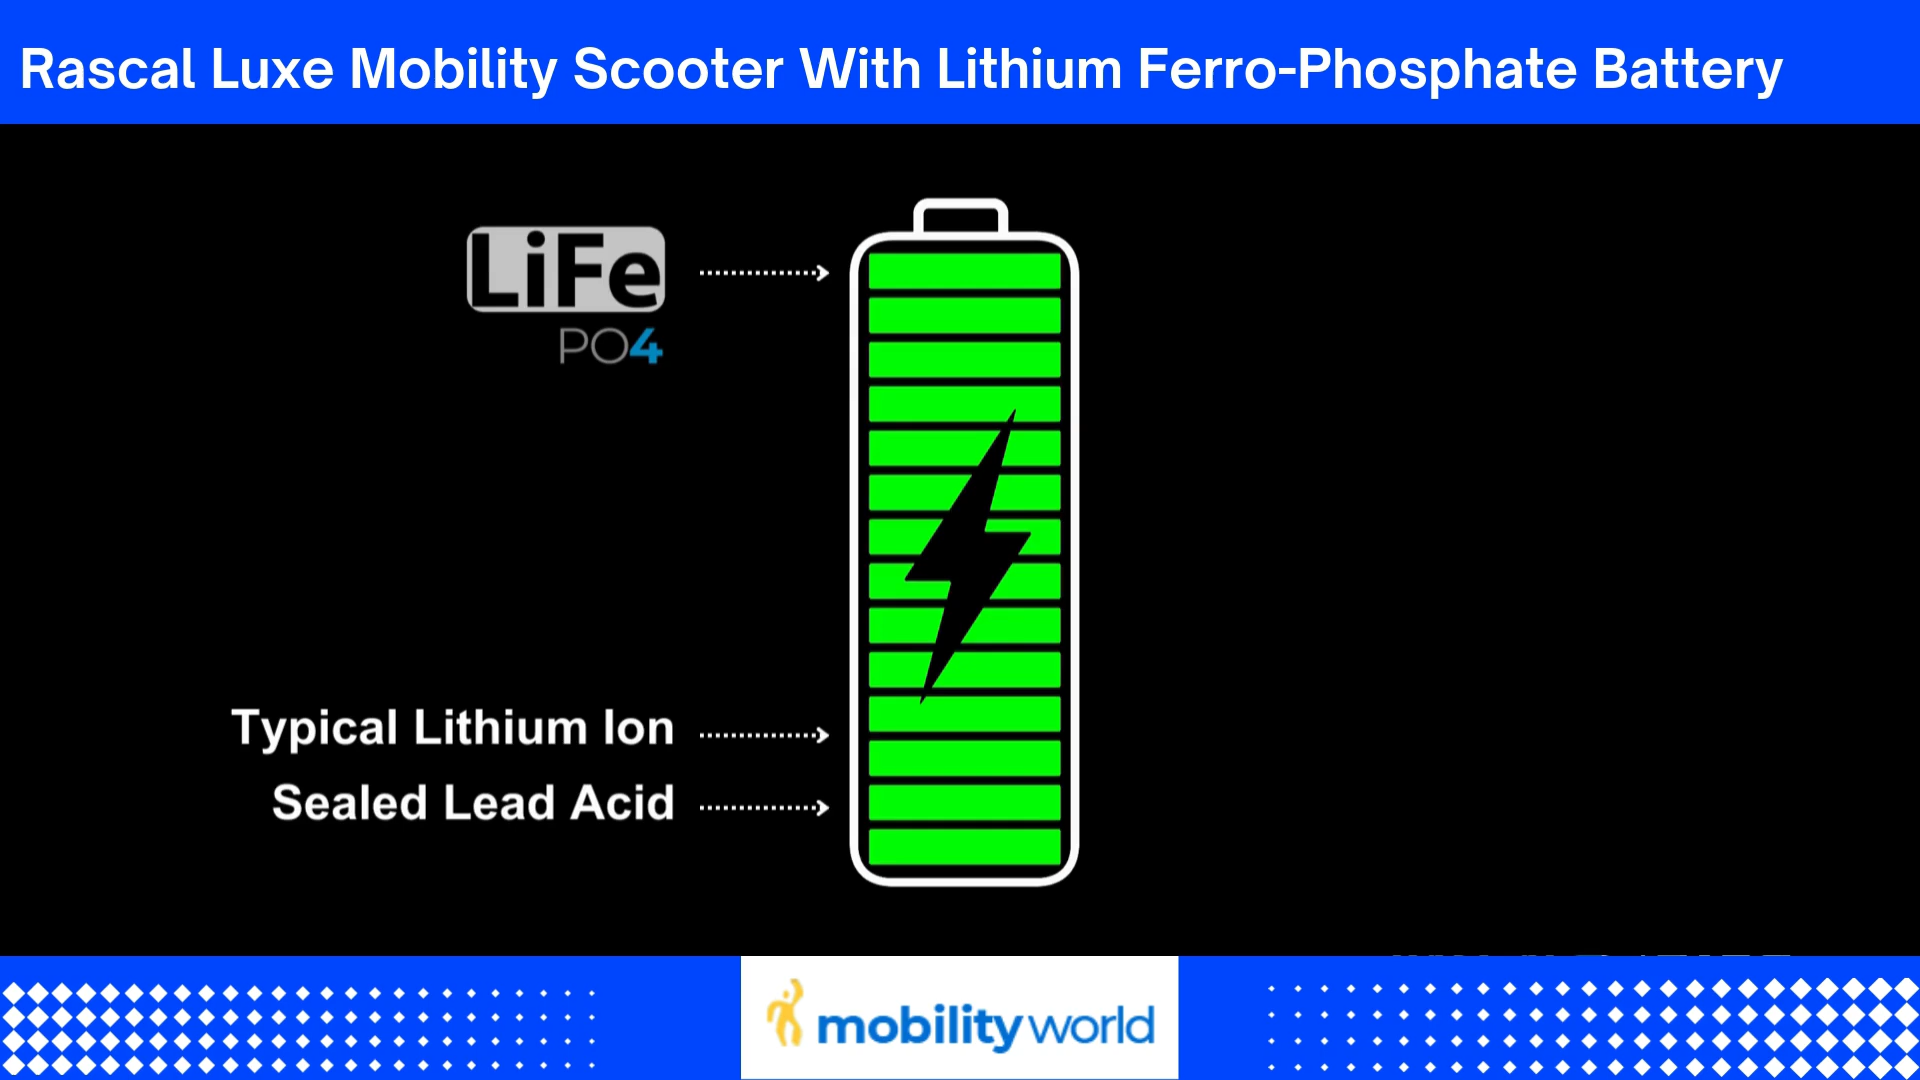 Rascal Luxe Mobility Scooter With Lithium Ferro-Phosphate Battery
LiFe
PO4
Typical Lithium Ion
Sealed Lead Acid
mobilityworld